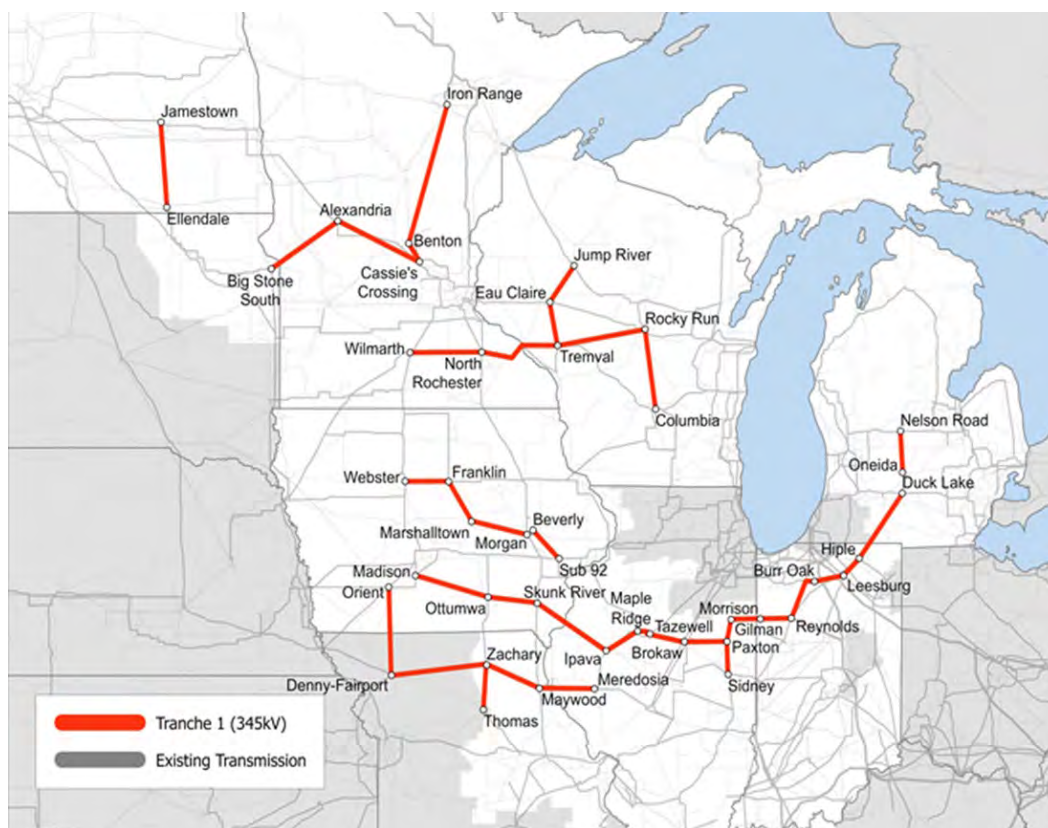 Iron Range
Jamestown
Ellendale
Alexandria
Benton
Big Stone
South
Cassie's
Crossing
Jump River
Eau Claire
Rocky Run
Wilmarth
North
Rochester
Tremval
Columbia
Nelson Road
Oneida
Duck Lake
Webster
Franklin
Marshalltown
Morgan
Beverly
Sub 92
Hiple
Burr Oak
Leesburg
Madison
Orient
Ottumwa
Skunk River
Maple
Ridge
Tazewell
Morrison
Gilman
Reynolds
Ipava
Brokaw
Paxton
Sidney
Zachary
Denny-Fairport
Meredosia
Maywood
Thomas
Tranche 1 (345kV)
Existing Transmission